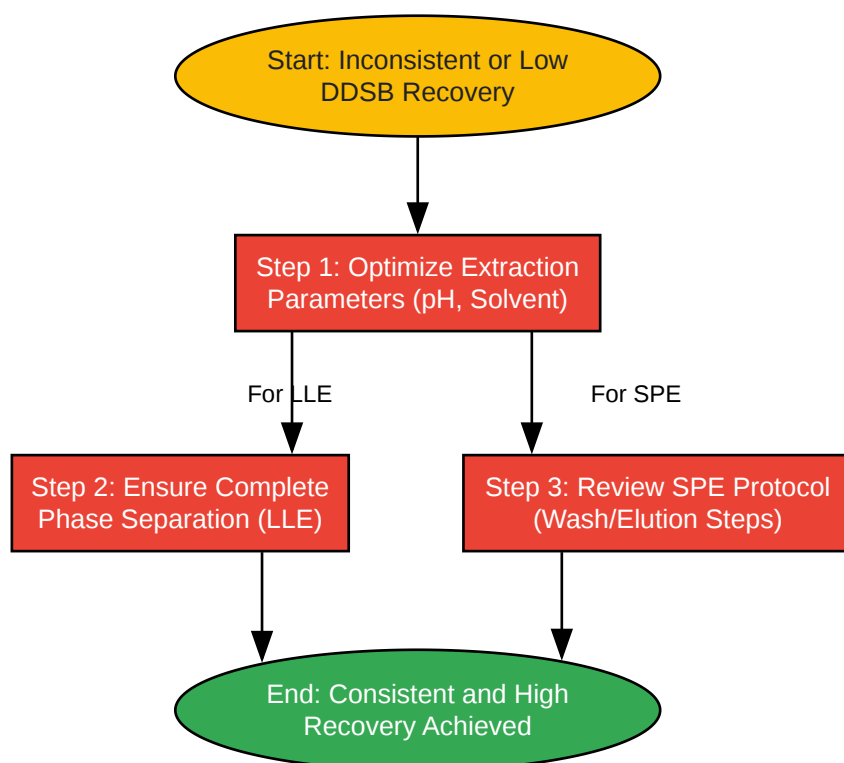 Start: Inconsistent or Low
DDSB Recovery
Step 1: Optimize Extraction
Parameters (pH, Solvent)
For LLE
For SPE
Step 2: Ensure Complete
Phase Separation (LLE)
Step 3: Review SPE Protocol
(Wash/Elution Steps)
End: Consistent and High
Recovery Achieved